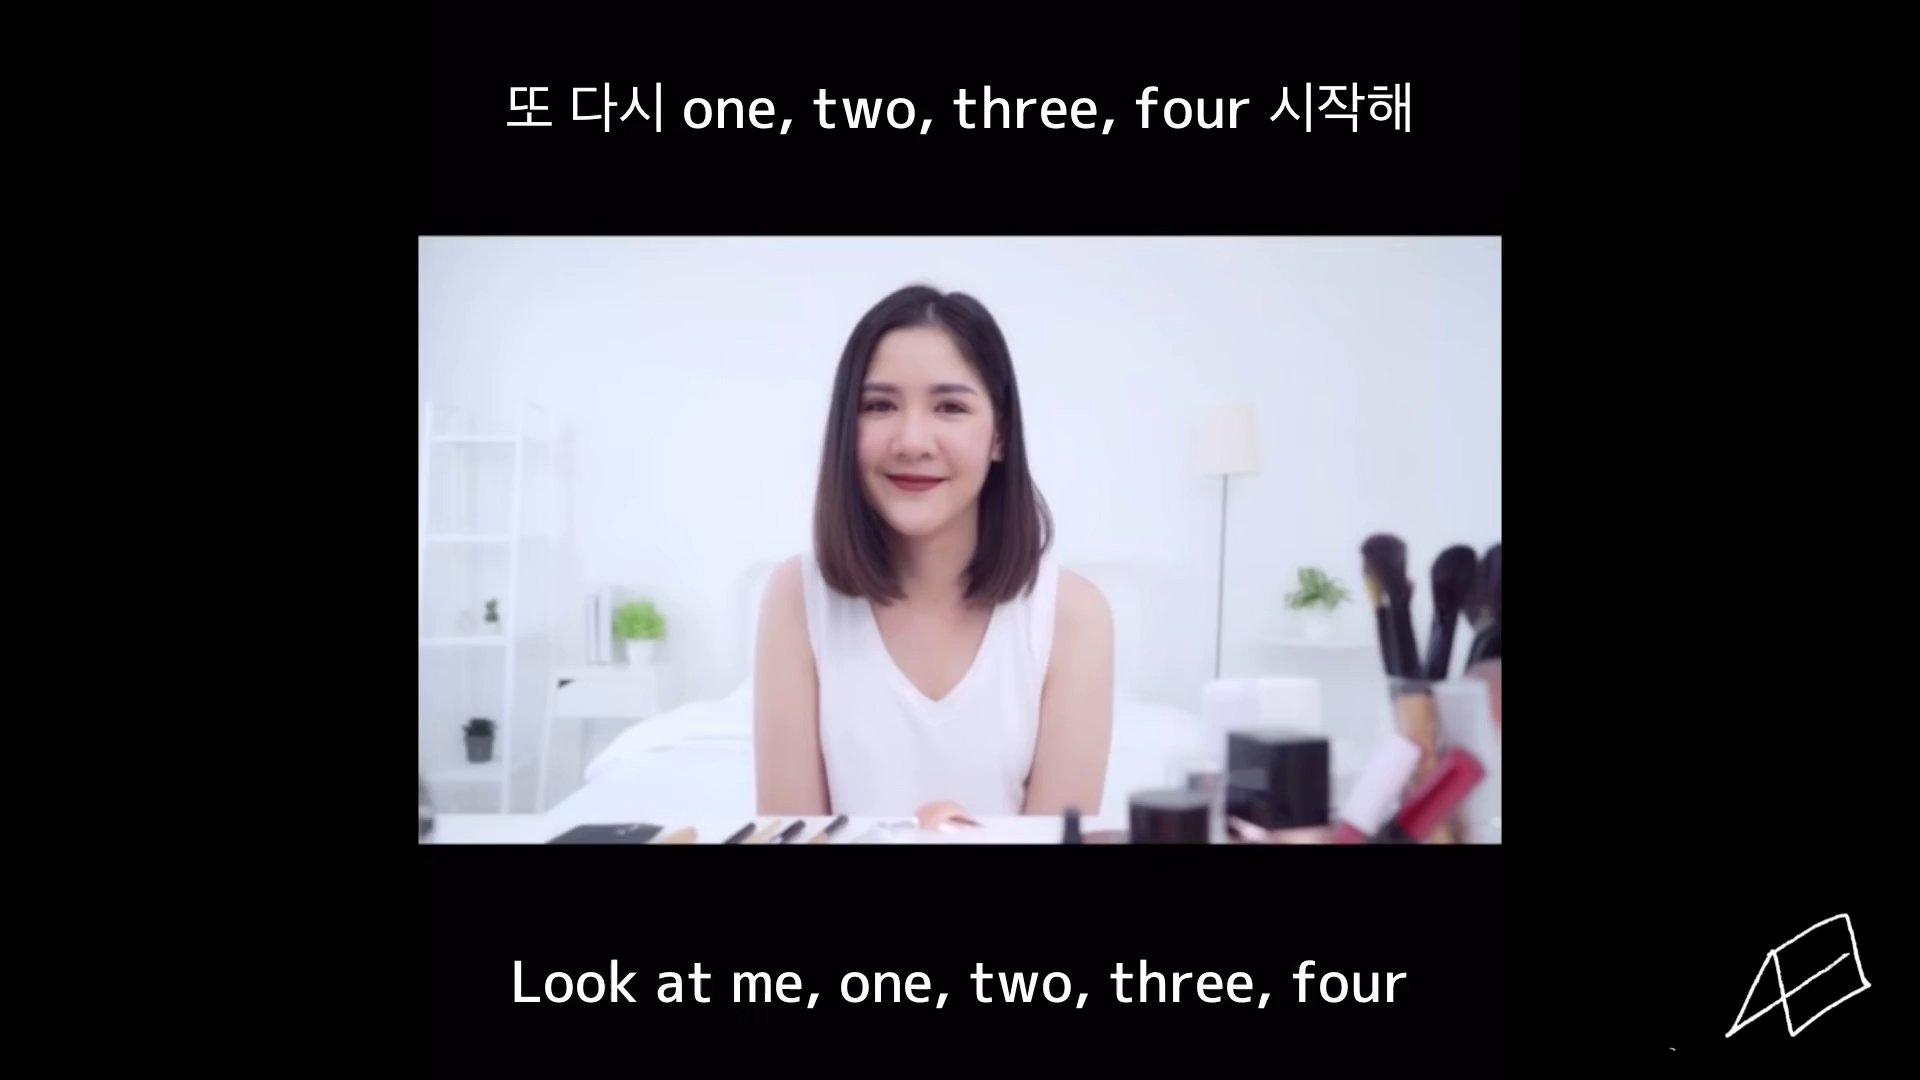 또 다시 one, two, three, four 시작해
Look at me, one, two, three, four